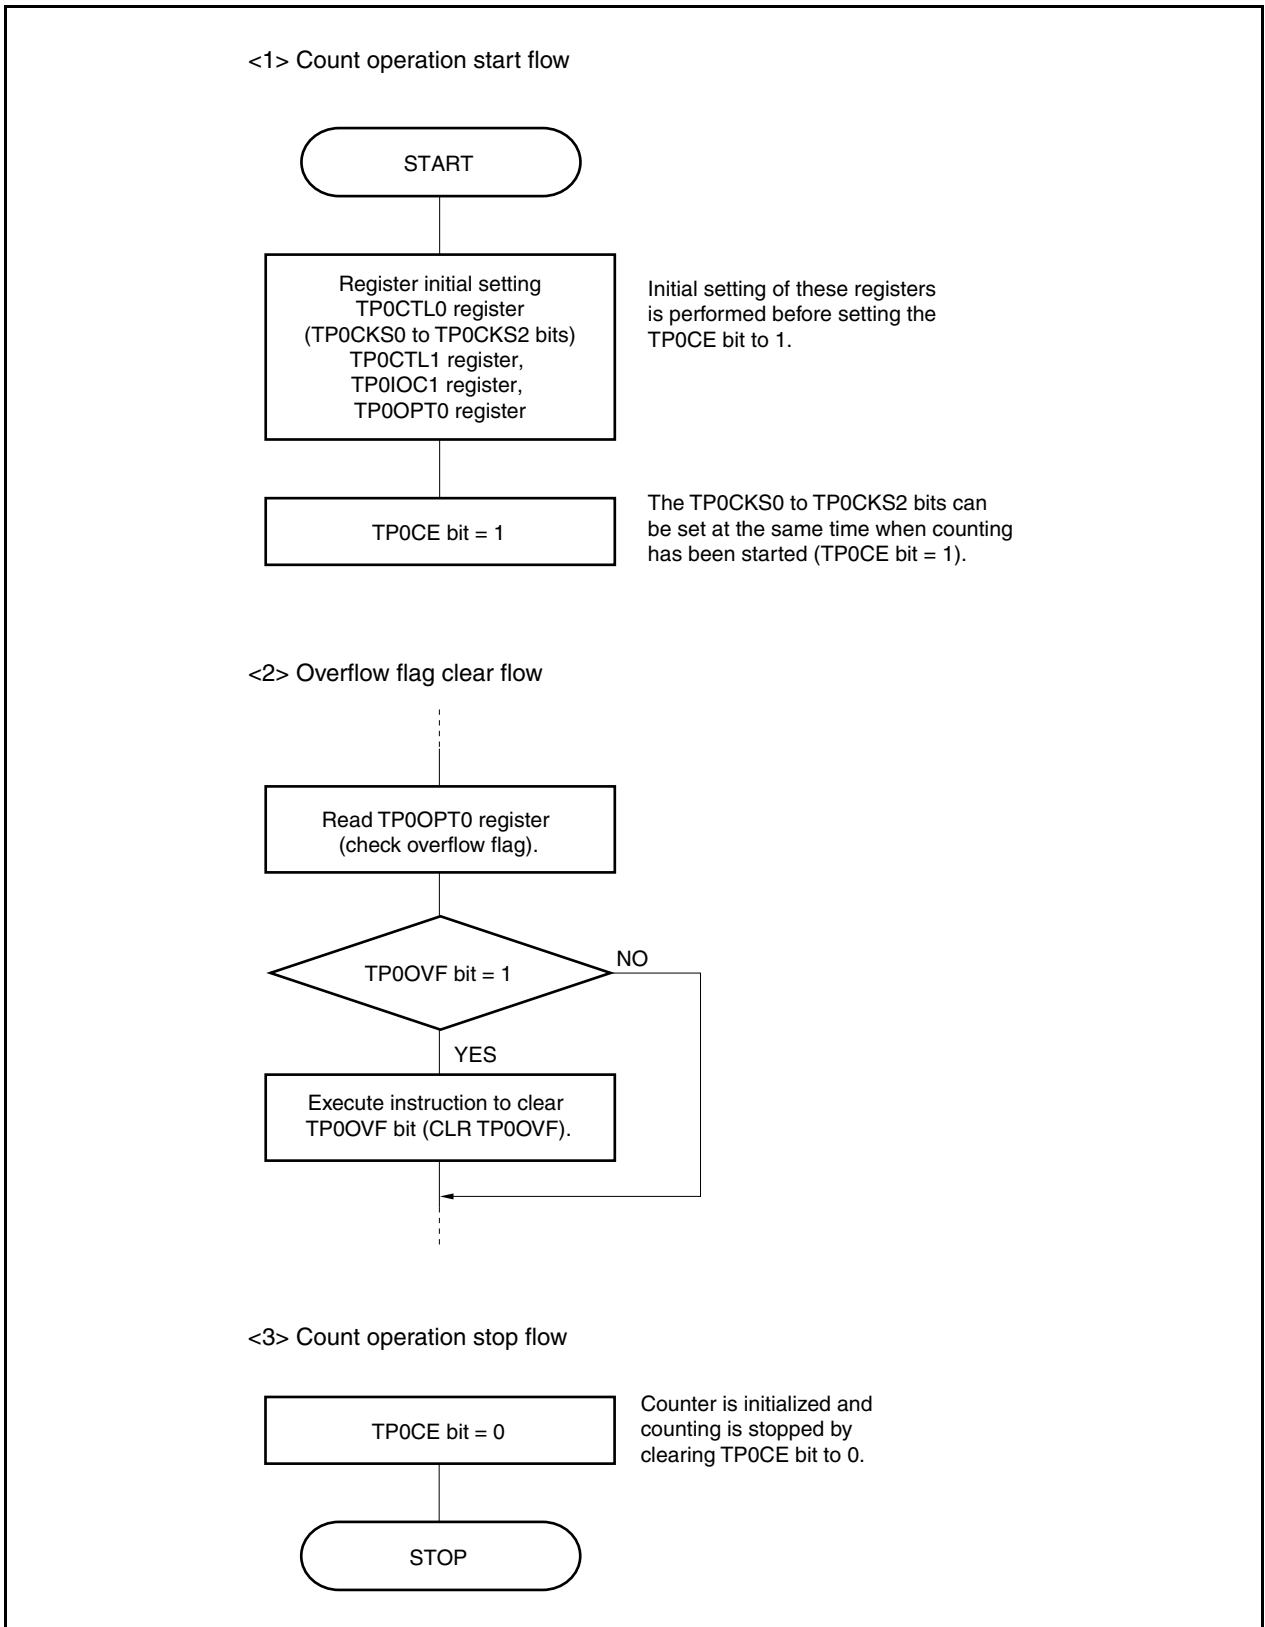 <1> Count operation start flow
START
Register initial setting
TP0CTL0 register
(TP0CKS0 to TP0CKS2 bits)
TP0CTL1 register,
TP0IOC1 register,
TP0OPT0 register
Initial setting of these registers
is performed before setting the
TP0CE bit to 1.
TP0CE bit = 1
The TP0CKS0 to TP0CKS2 bits can
be set at the same time when counting
has been started (TP0CE bit = 1).
<2> Overflow flag clear flow
Read TP0OPT0 register
(check overflow flag).
TP0OVF bit = 1
NO
YES
Execute instruction to clear
TP0OVF bit (CLR TP0OVF).
<3> Count operation stop flow
TP0CE bit = 0
Counter is initialized and
counting is stopped by
clearing TP0CE bit to 0.
STOP